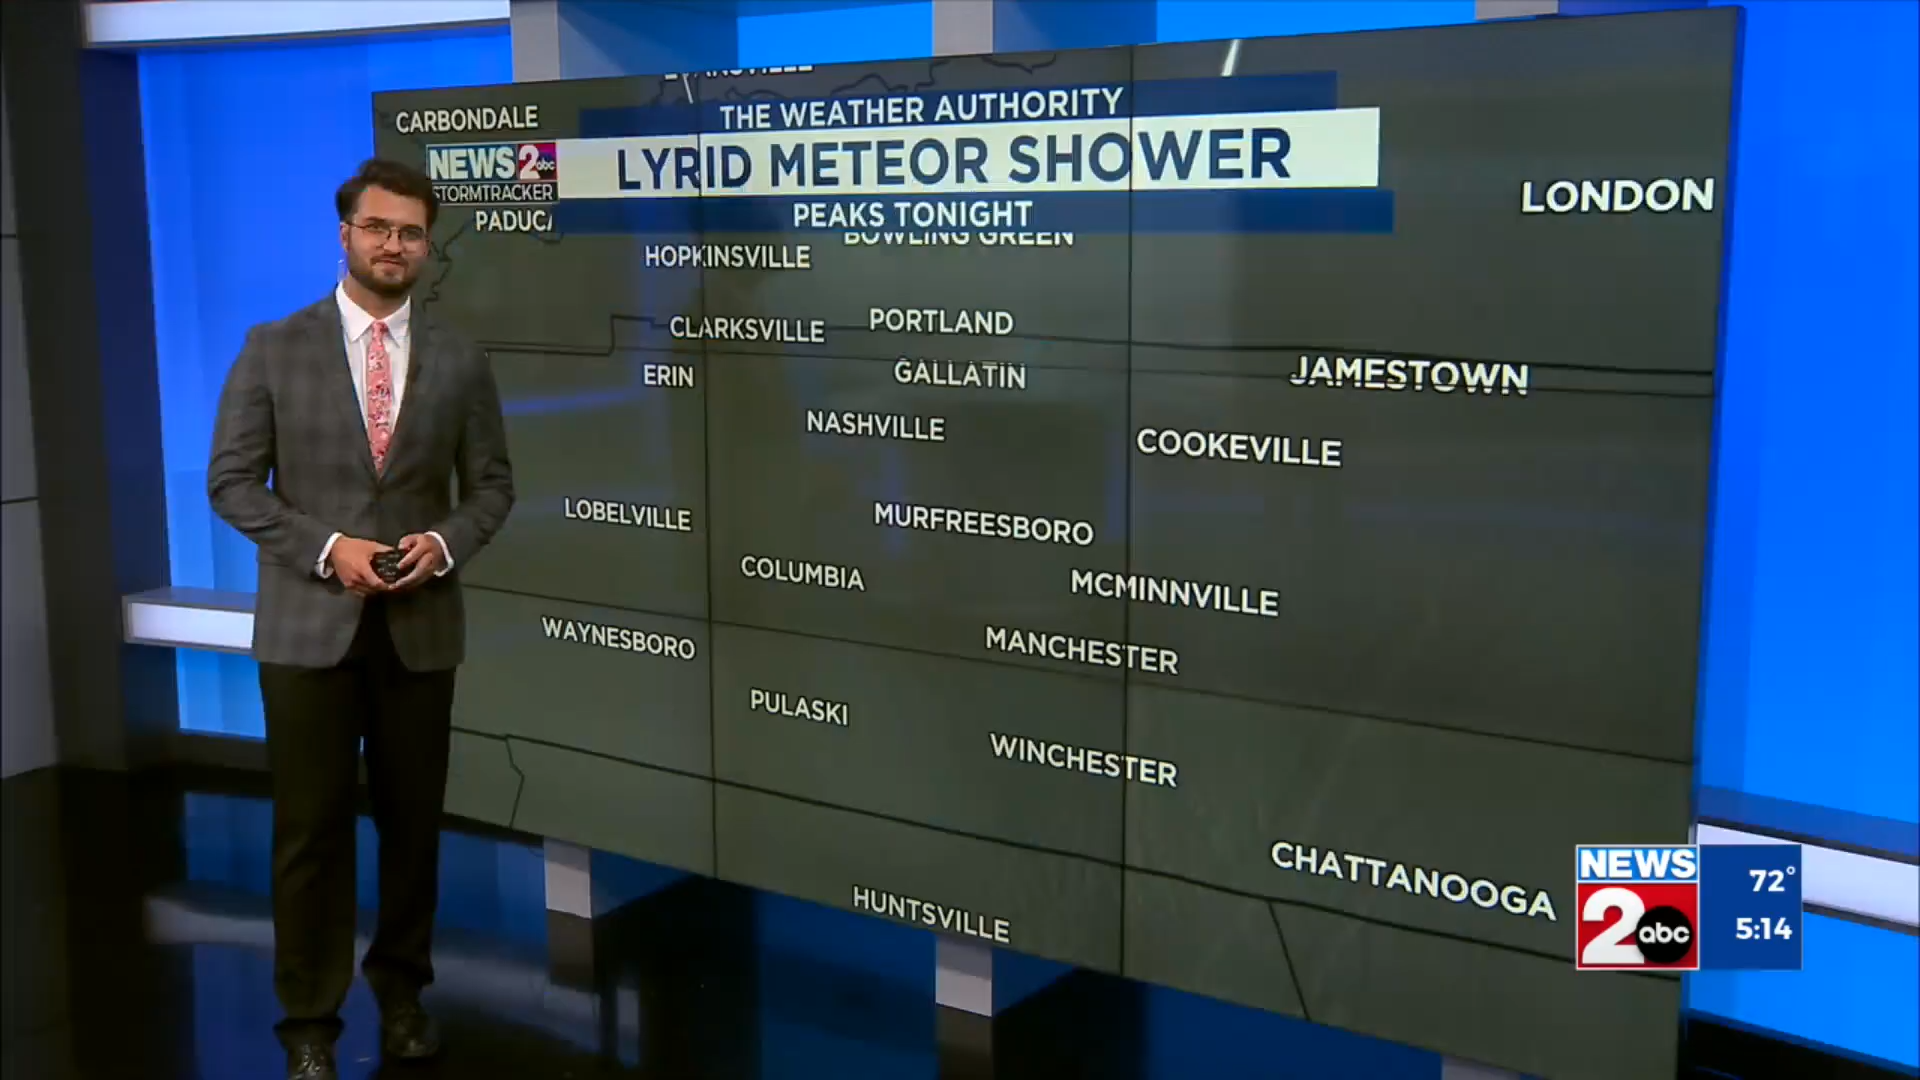 CARBONDALE
THE WEATHER AUTHORITY
NEWS 2 abc
STORMTRACKER
LYRID METEOR SHOWER
PEAKS TONIGHT
LONDON
BOWLING GREEN
HOPKINSVILLE
CLARKSVILLE
PORTLAND
ERIN
GALLATIN
JAMESTOWN
NASHVILLE
COOKEVILLE
LOBELVILLE
MURFREESBORO
COLUMBIA
MCMINNVILLE
WAYNESBORO
MANCHESTER
PULASKI
WINCHESTER
CHATTANOOGA
HUNTSVILLE
NEWS
2 abc
72°
5:14